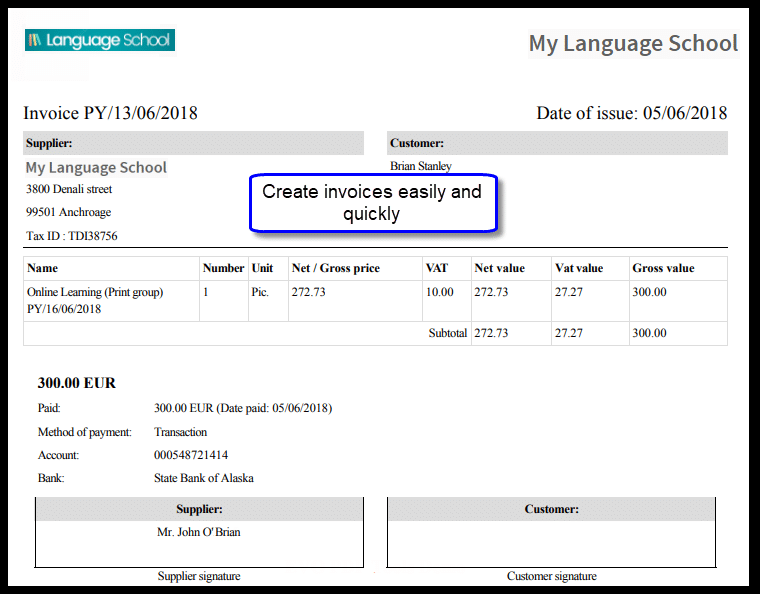 Language School
My Language School
Invoice PY/13/06/2018
Date of issue: 05/06/2018
Supplier:
My Language School
3800 Denali street
99501 Anchroage
Tax ID : TDI38756
Customer:
Brian Stanley
Create invoices easily and
quickly
Name Number Unit Net / Gross price VAT Net value Vat value Gross value
Online Learning (Print group) 1 Pic. 272.73 10.00 272.73 27.27 300.00
PY/16/06/2018
Subtotal 272.73 27.27 300.00
300.00 EUR
Paid: 300.00 EUR (Date paid: 05/06/2018)
Method of payment: Transaction
Account: 000548721414
Bank: State Bank of Alaska
Supplier:
Mr. John O'Brian
Supplier signature
Customer:
Customer signature